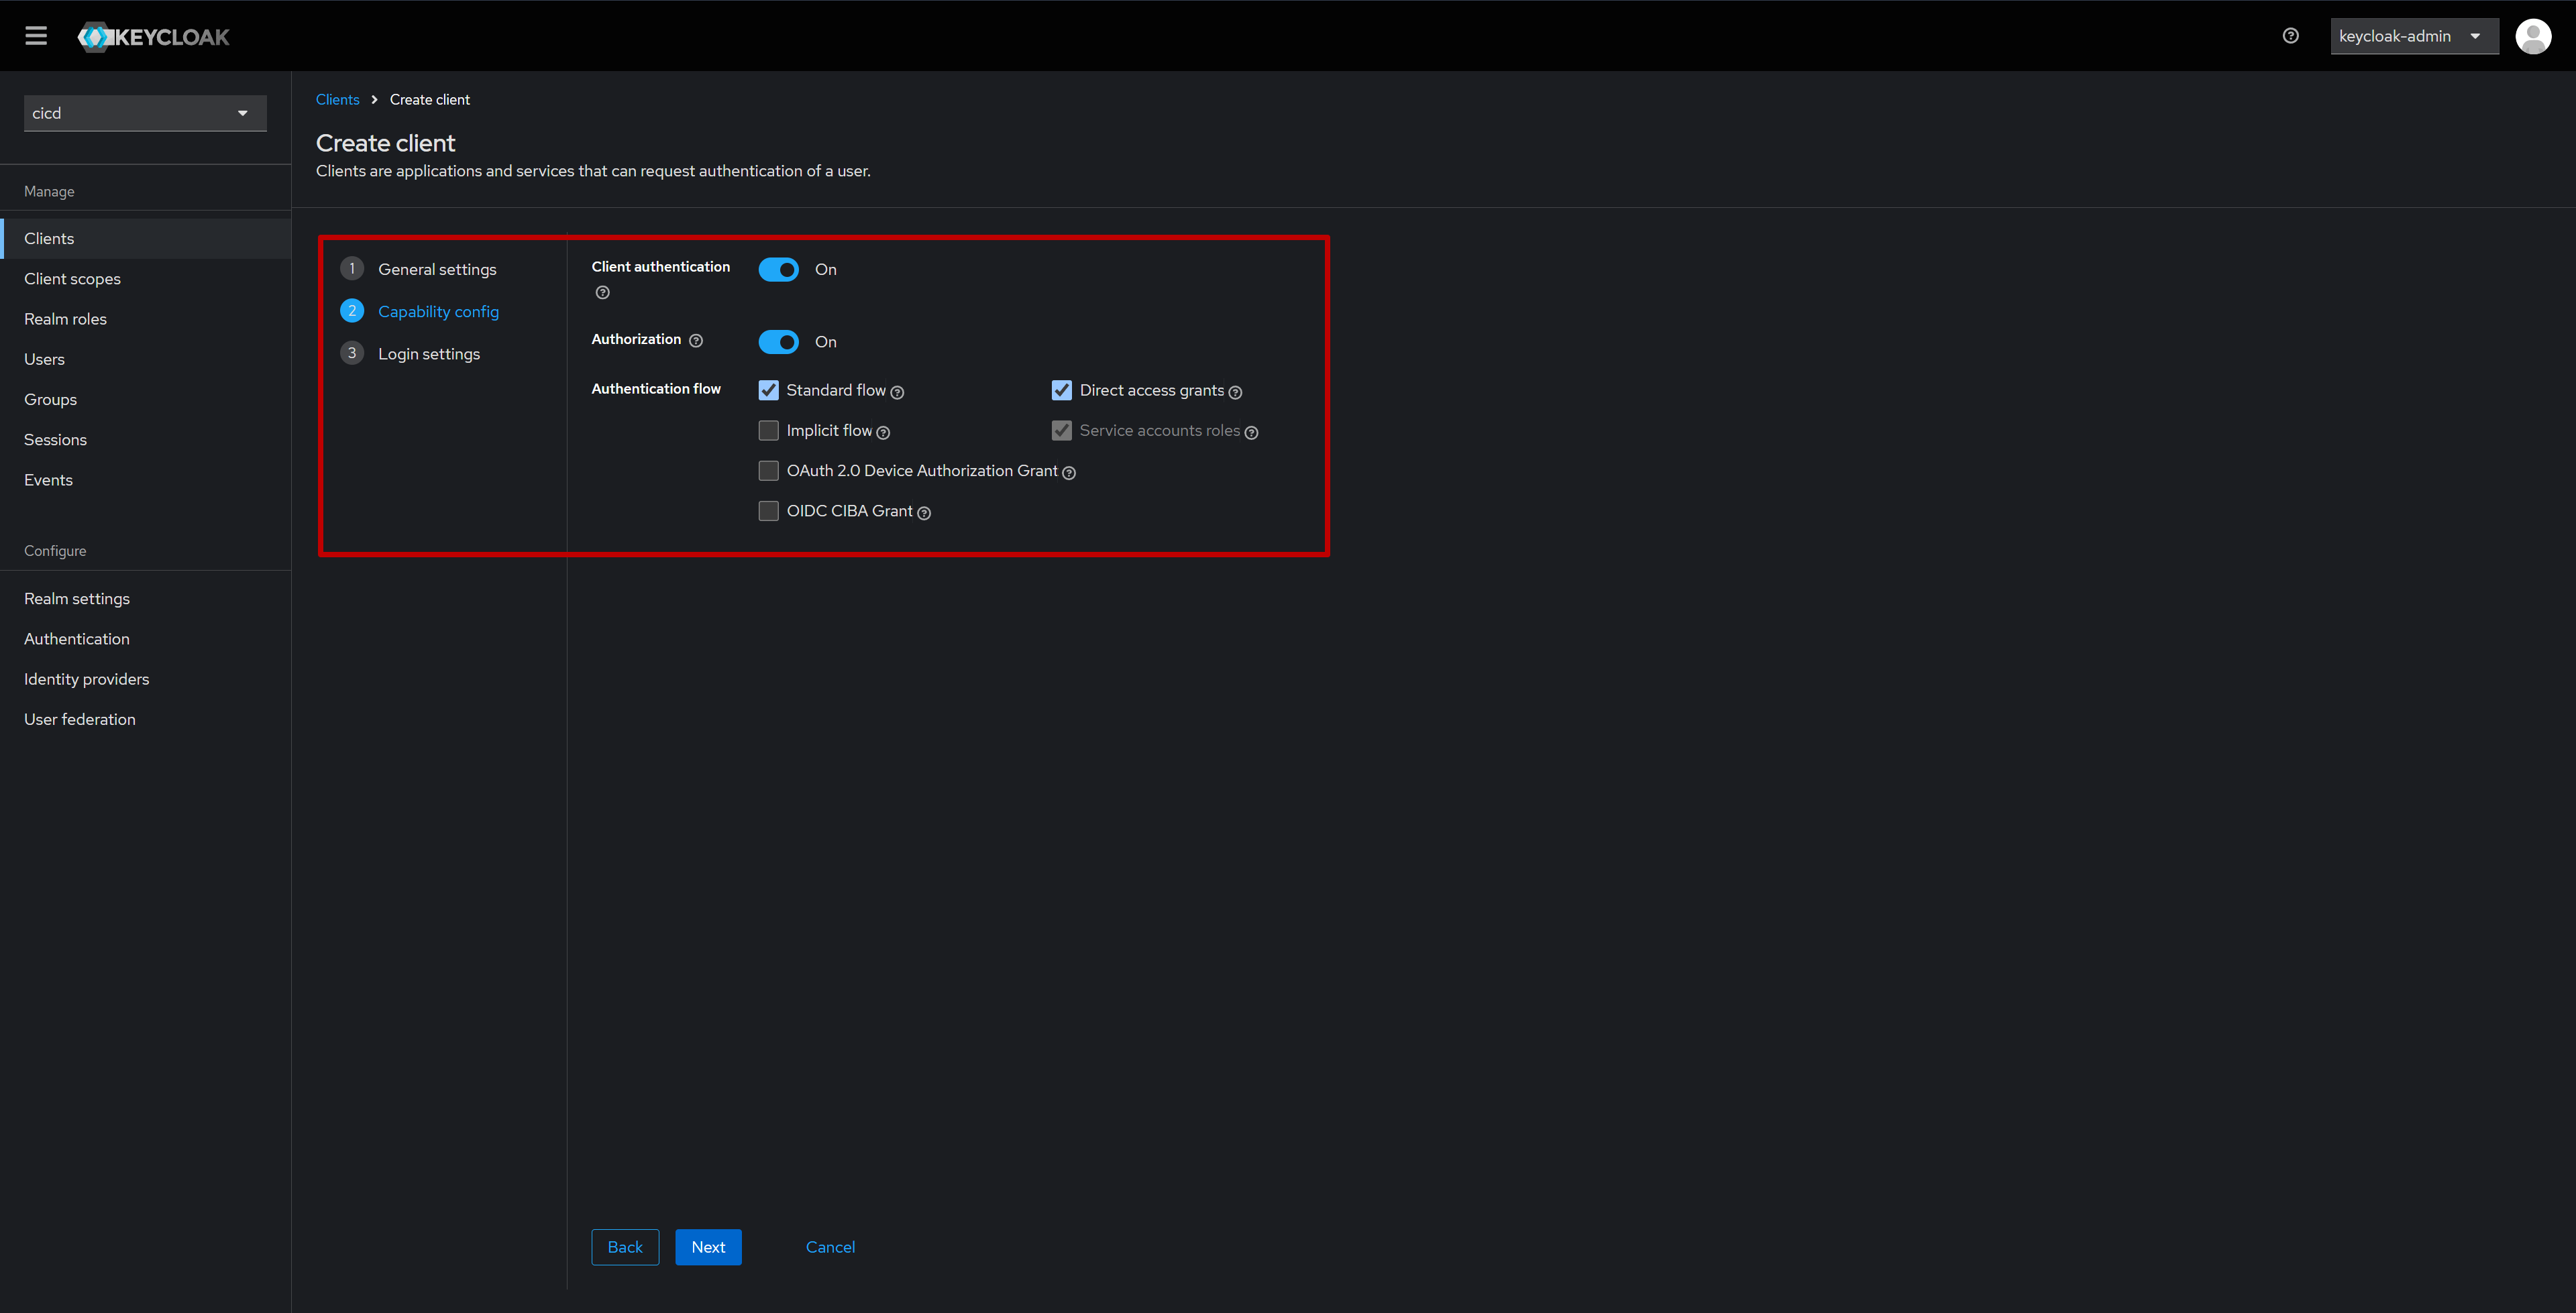 KEYCLOAK
keycloak-admin
cicd
Manage
Clients
Client scopes
Realm roles
Users
Groups
Sessions
Events
Configure
Realm settings
Authentication
Identity providers
User federation
Clients > Create client
Create client
Clients are applications and services that can request authentication of a user.
1 General settings
2 Capability config
3 Login settings
Client authentication On
Authorization On
Authentication flow
Standard flow Direct access grants
Implicit flow Service accounts roles
OAuth 2.0 Device Authorization Grant
OIDC CIBA Grant
Back Next Cancel